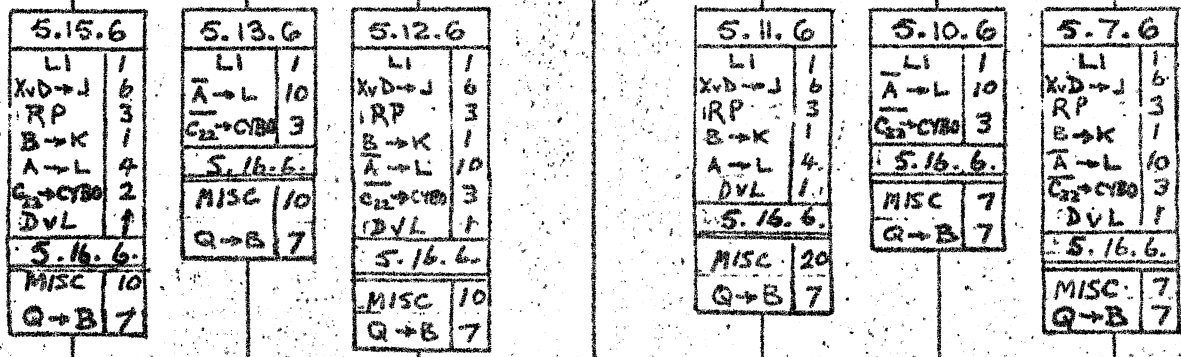 5.15.6
LI 1
XvD→J 6
RP 3
B→K 1
A→L 4
C₂₂→CYBO 2
DvL 1
5.16.6.
MISC 10
Q→B 7
5.13.6
LI 1
A̅→L 10
C̅₂₂→CYBO 3
5.16.6.
MISC 10
Q→B 7
5.12.6
LI 1
XvD→J 6
RP 3
B→K 1
A̅→L 10
C̅₂₂→CYBO 3
DvL 1
5.16.6.
MISC 10
Q→B 7
5.11.6
LI 1
XvD→J 6
RP 3
B→K 1
A→L 4
DvL 1
5.16.6.
MISC 20
Q→B 7
5.10.6
LI 1
A̅→L 10
C̅₂₂→CYBO 3
5.16.6.
MISC 7
Q→B 7
5.7.6
LI 1
XvD→J 6
RP 3
B→K 1
A̅→L 10
C̅₂₂→CYBO 3
DvL 1
5.16.6.
MISC 7
Q→B 7